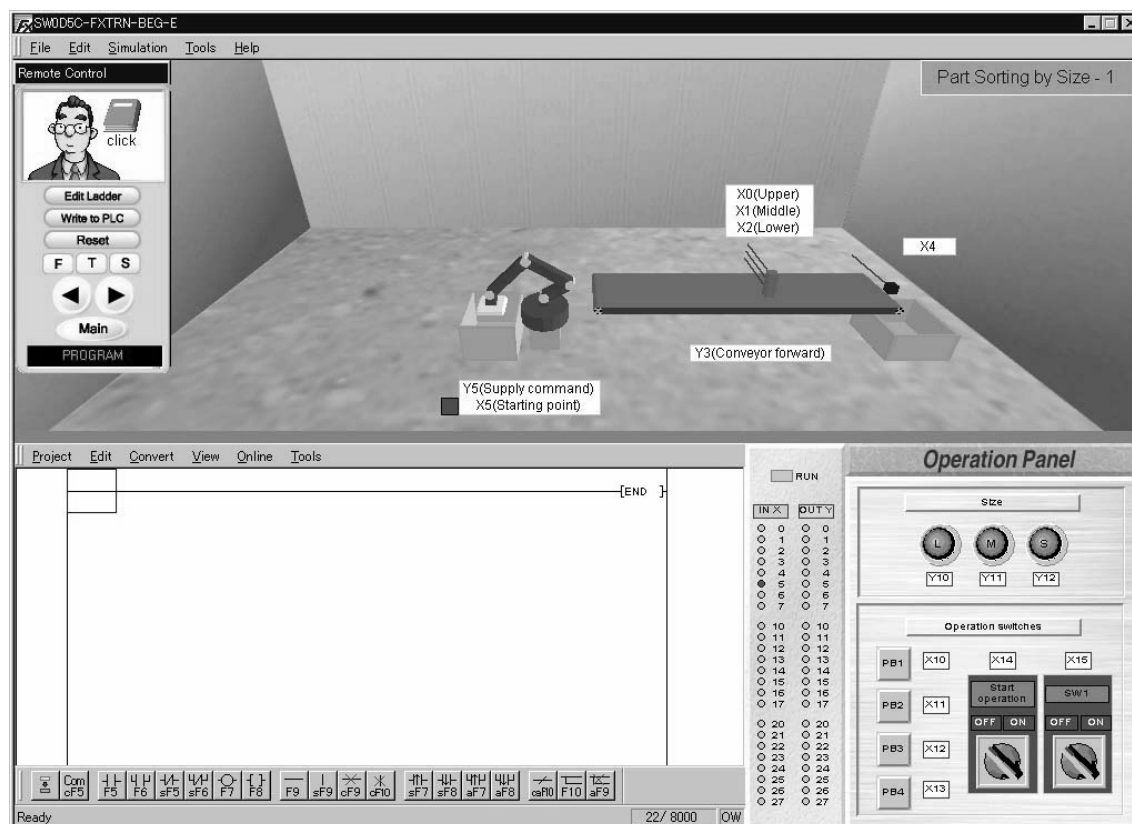 FX SW0D5C-FXTRN-BEG-E
File Edit Simulation Tools Help
Remote Control
click
Edit Ladder
Write to PLC
Reset
F T S
Main
PROGRAM
Part Sorting by Size - 1
X0(Upper)
X1(Middle)
X2(Lower)
X4
Y3(Conveyor forward)
Y5(Supply command)
X5(Starting point)
Project Edit Convert View Online Tools
[END ]
RUN
IN X OUT Y
0 0
1 1
2 2
3 3
4 4
5 5
6 6
7 7
10 10
11 11
12 12
13 13
14 14
15 15
16 16
17 17
20 20
21 21
22 22
23 23
24 24
25 25
26 26
27 27
Operation Panel
Size
L M S
Y10 Y11 Y12
Operation switches
PB1 X10 X14 X15
Start operation SW1
PB2 X11
OFF ON OFF ON
PB3 X12
PB4 X13
Com
cF5 F5 F6 sF5 sF6 F7 F8 F9 sF9 cF9 cF10 sF7 sF8 aF7 aF8 caF10 F10 aF9
Ready 22/ 8000 OW